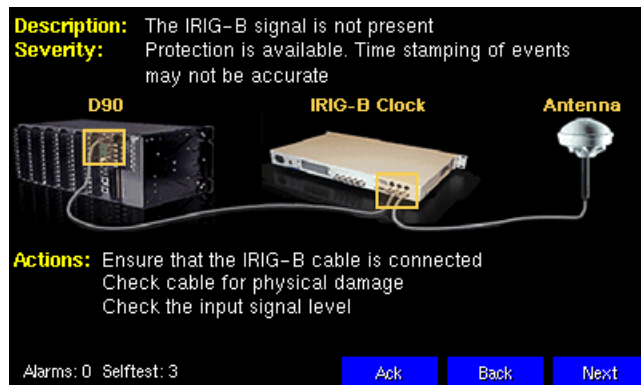 Description: The IRIG-B signal is not present
Severity: Protection is available. Time stamping of events
may not be accurate
D90 IRIG-B Clock Antenna
Actions: Ensure that the IRIG-B cable is connected
Check cable for physical damage
Check the input signal level
Alarms: 0 Selftest: 3 Ack Back Next